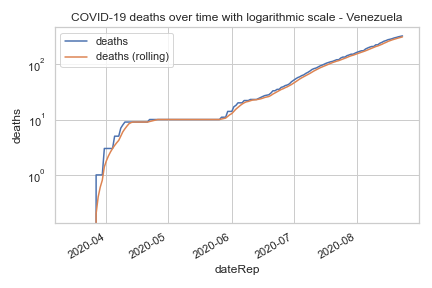 COVID-19 deaths over time with logarithmic scale - Venezuela
deaths
deaths (rolling)
10²
10¹
10⁰
deaths
2020-04
2020-05
2020-06
2020-07
2020-08
dateRep